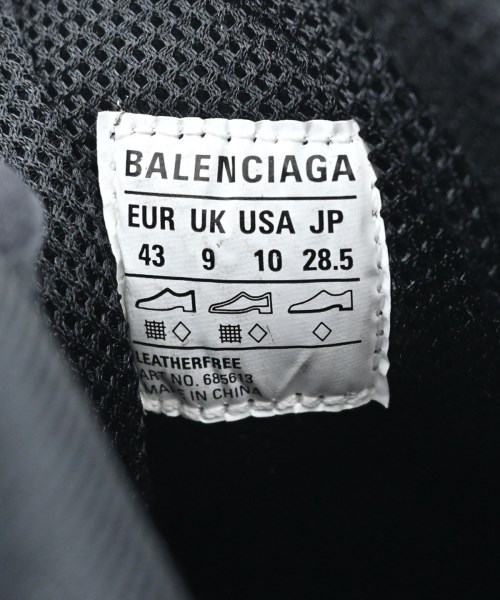 BALENCIAGA
EUR UK USA JP
43 9 10 28.5
LEATHERFREE
ART NO. 685613
MADE IN CHINA